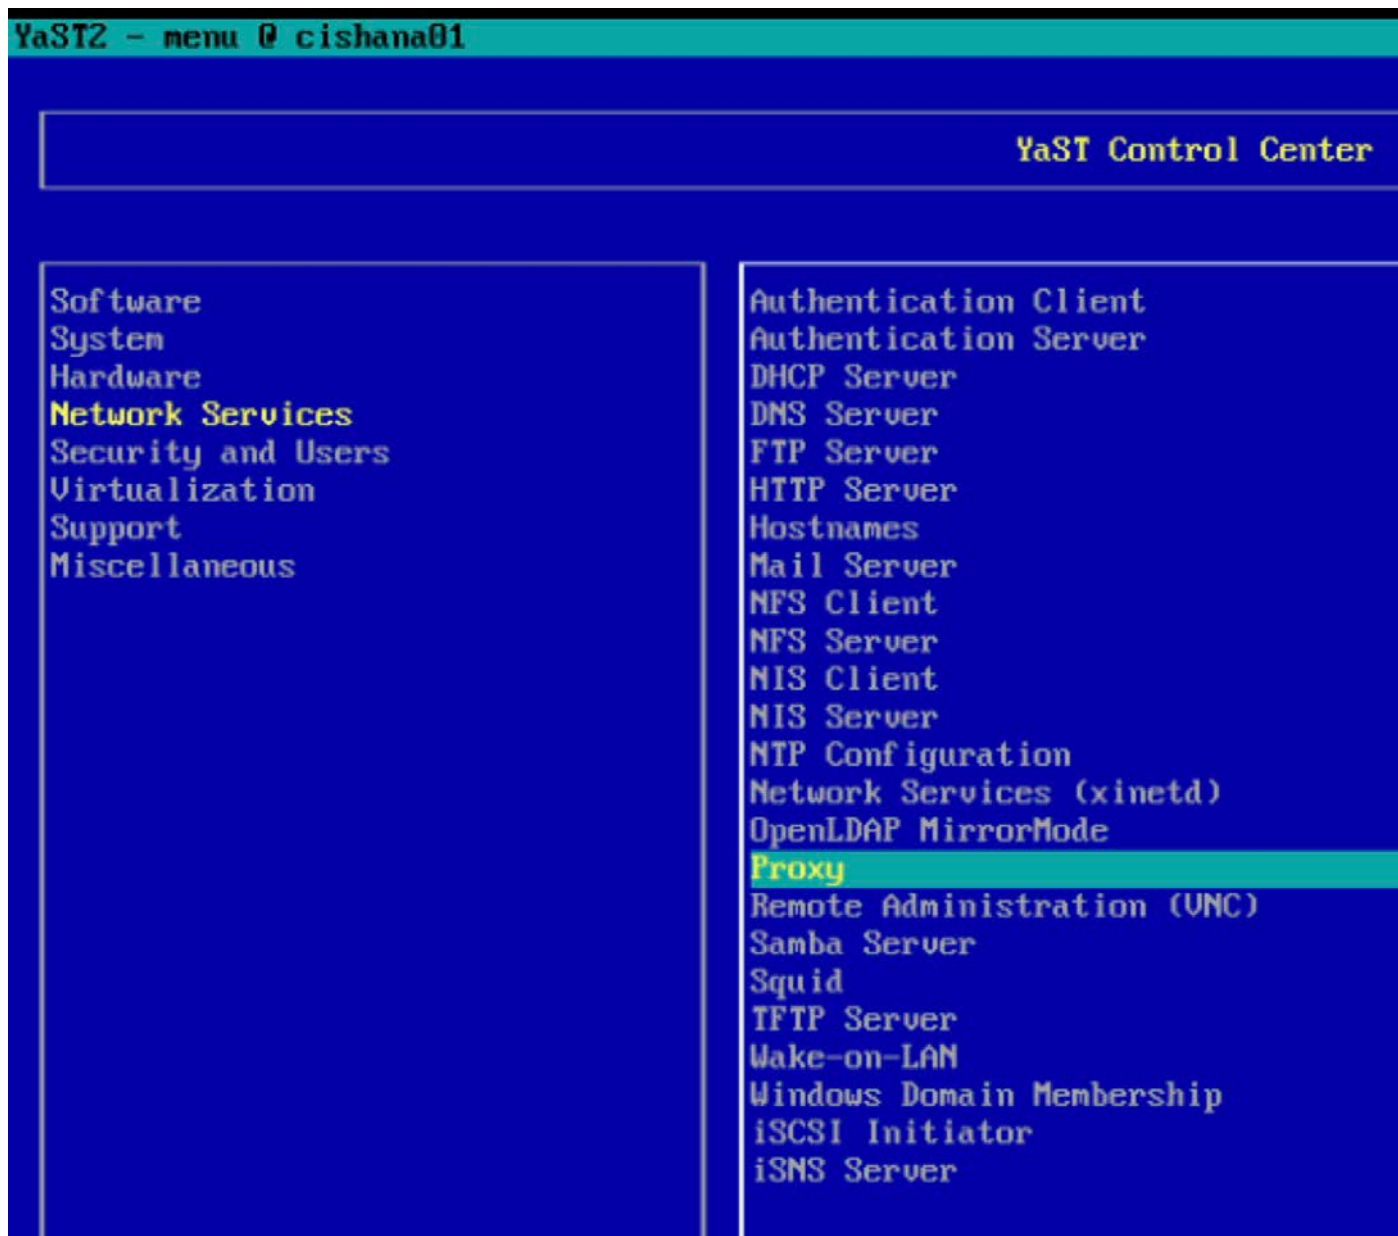 YaST2 - menu @ cishana01
YaST Control Center
Software
System
Hardware
Network Services
Security and Users
Virtualization
Support
Miscellaneous
Authentication Client
Authentication Server
DHCP Server
DNS Server
FTP Server
HTTP Server
Hostnames
Mail Server
NFS Client
NFS Server
NIS Client
NIS Server
NTP Configuration
Network Services (xinetd)
OpenLDAP MirrorMode
Proxy
Remote Administration (VNC)
Samba Server
Squid
TFTP Server
Wake-on-LAN
Windows Domain Membership
iSCSI Initiator
iSNS Server